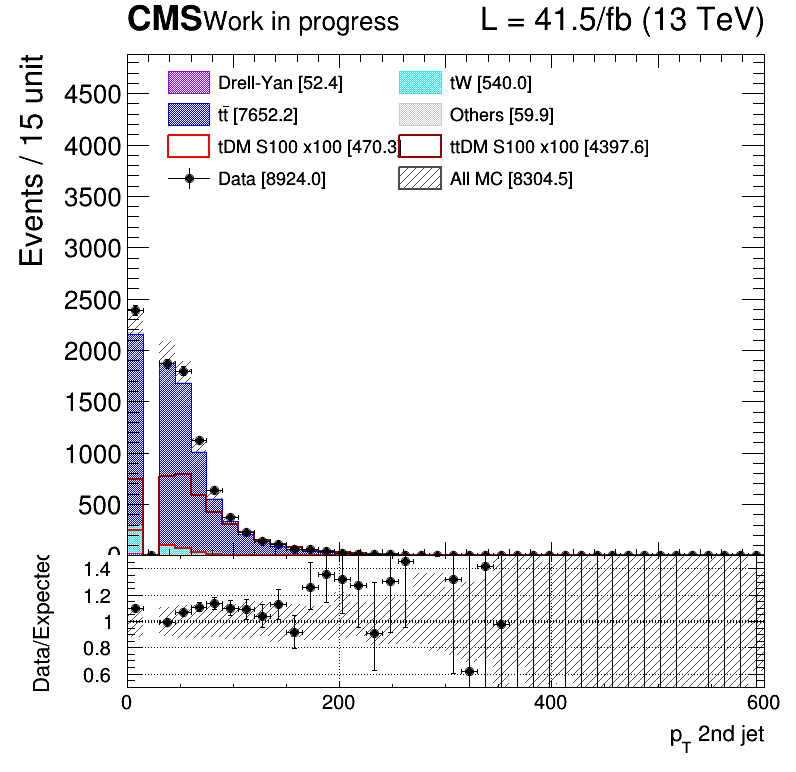 CMS Work in progress L = 41.5/fb (13 TeV)
Events / 15 unit
4500
4000
3500
3000
2500
2000
1500
1000
500
0
Drell-Yan [52.4]
tW [540.0]
tt̄ [7652.2]
Others [59.9]
tDM S100 x100 [470.3]
ttDM S100 x100 [4397.6]
Data [8924.0]
All MC [8304.5]
Data/Expected
1.4
1.2
1
0.8
0.6
0 200 400 600
p_T 2nd jet